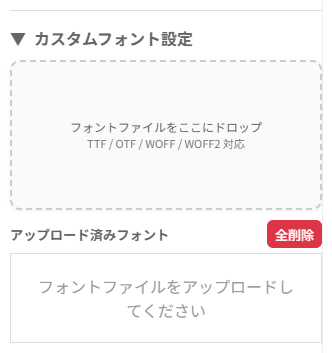 ▼ カスタムフォント設定
フォントファイルをここにドロップ
TTF / OTF / WOFF / WOFF2 対応
アップロード済みフォント 全削除
フォントファイルをアップロードし
てください